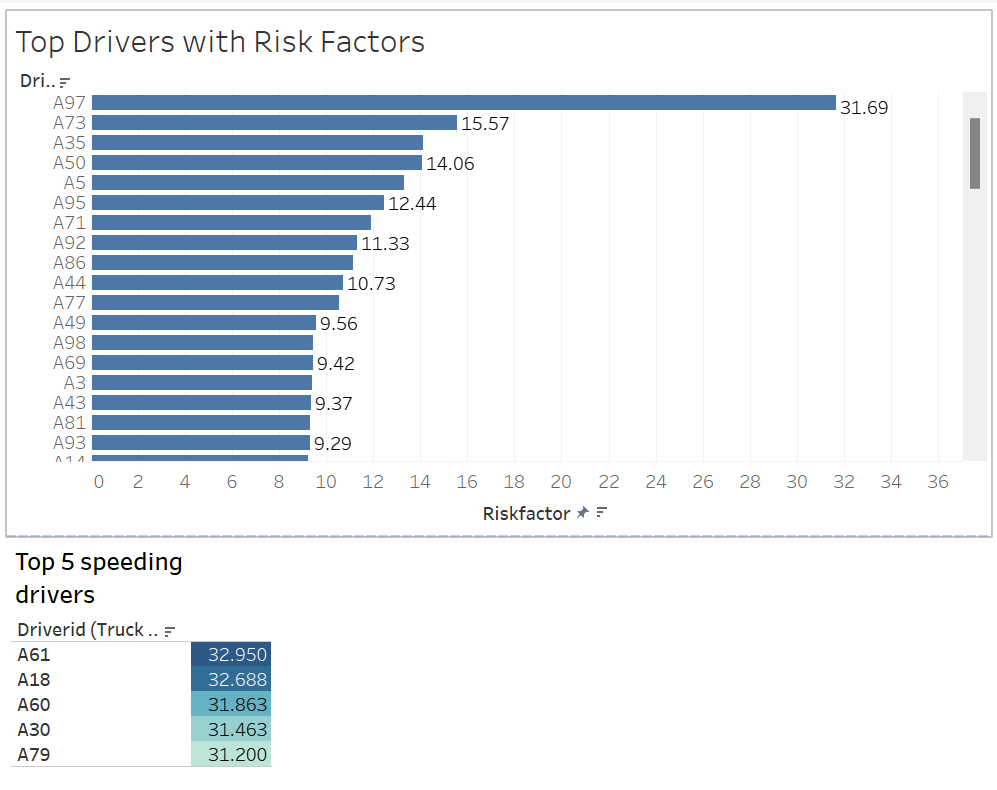 Top Drivers with Risk Factors
Dri..
A97 31.69
A73 15.57
A35
A50 14.06
A5
A95 12.44
A71
A92 11.33
A86
A44 10.73
A77
A49 9.56
A98
A69 9.42
A3
A43 9.37
A81
A93 9.29
A14
0 2 4 6 8 10 12 14 16 18 20 22 24 26 28 30 32 34 36
Riskfactor
Top 5 speeding
drivers
Driverid (Truck ..
A61 32.950
A18 32.688
A60 31.863
A30 31.463
A79 31.200